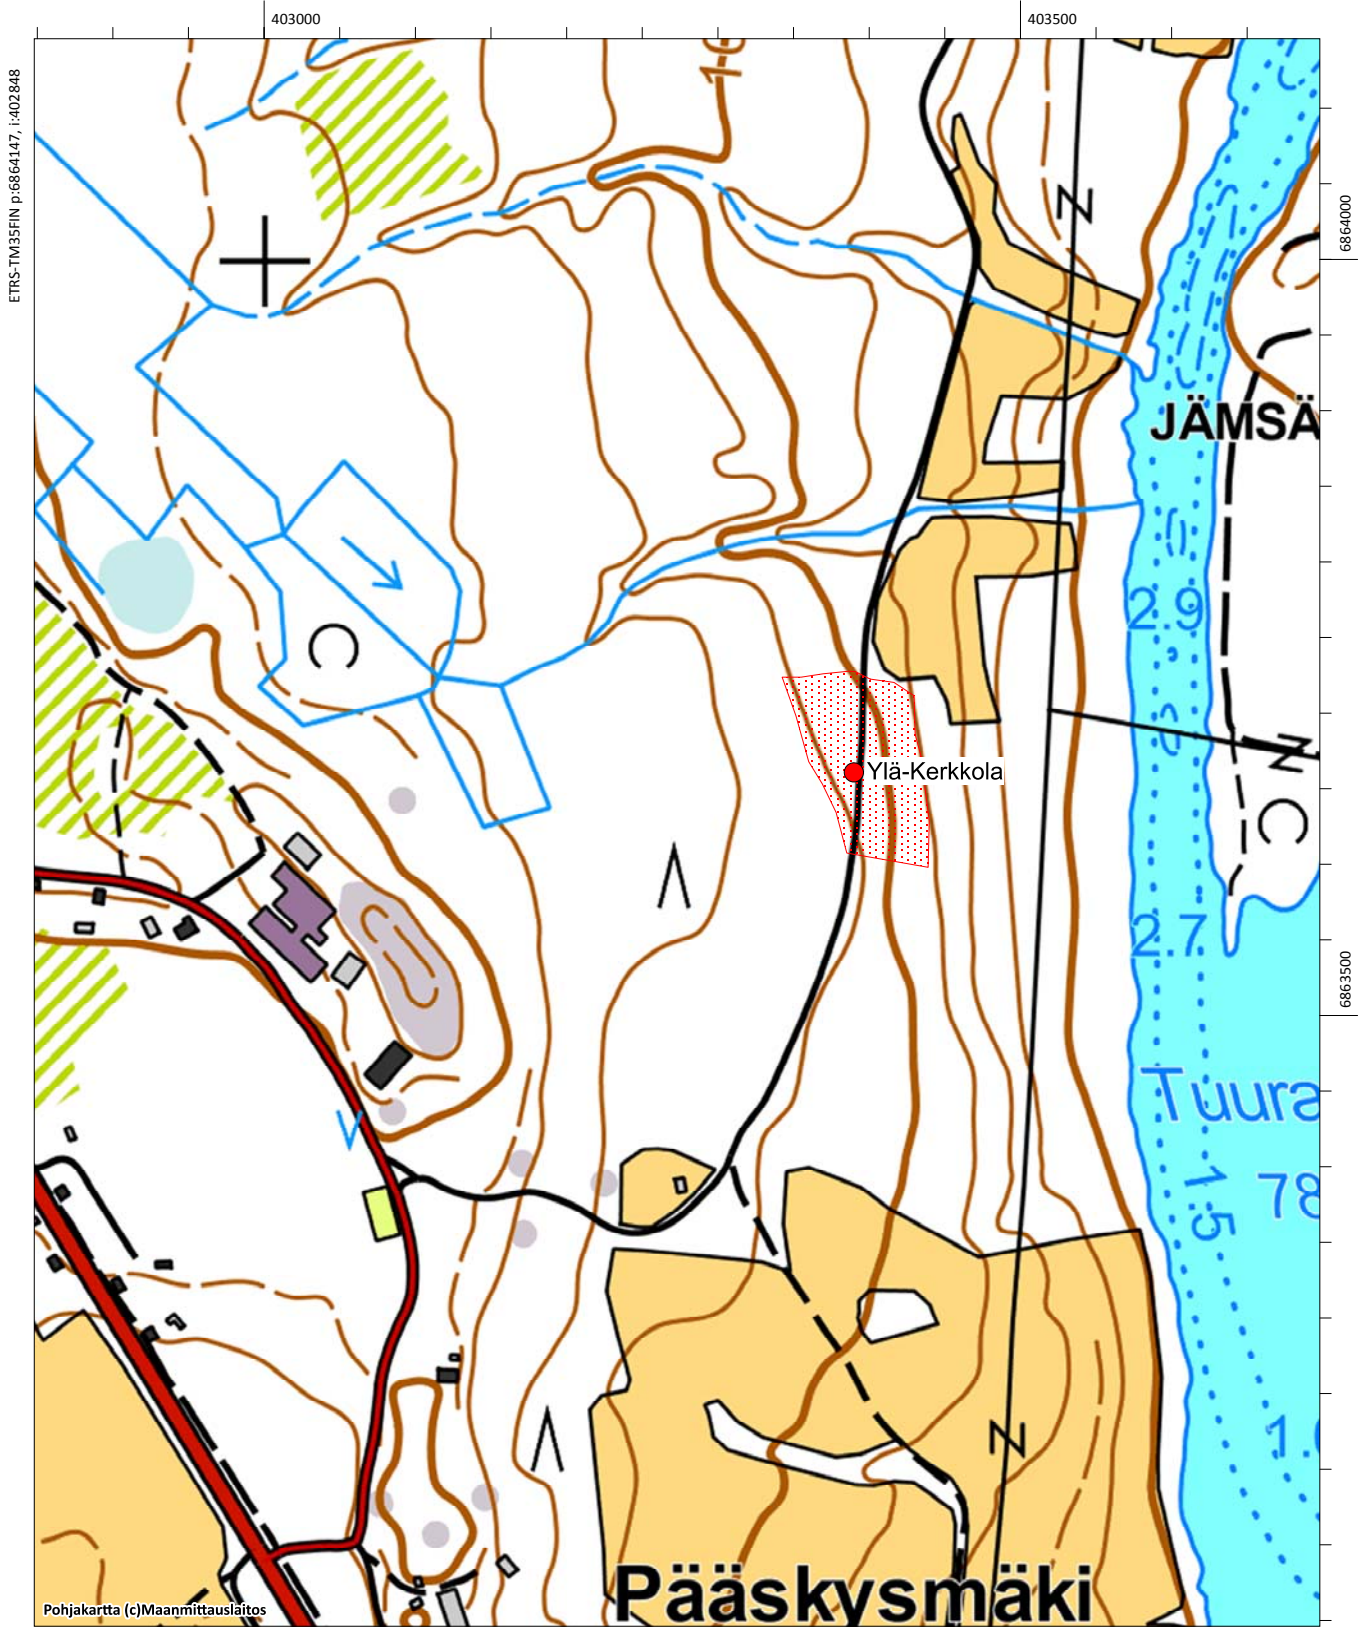 403000
403500
ETRS-TM35FIN p:6864147, i:402848
6864000
JÄMSÄ
2.9
Ylä-Kerkkola
2.7
6863500
Tuura
78
1.5
Pääskysmäki
Pohjakartta (c)Maanmittauslaitos